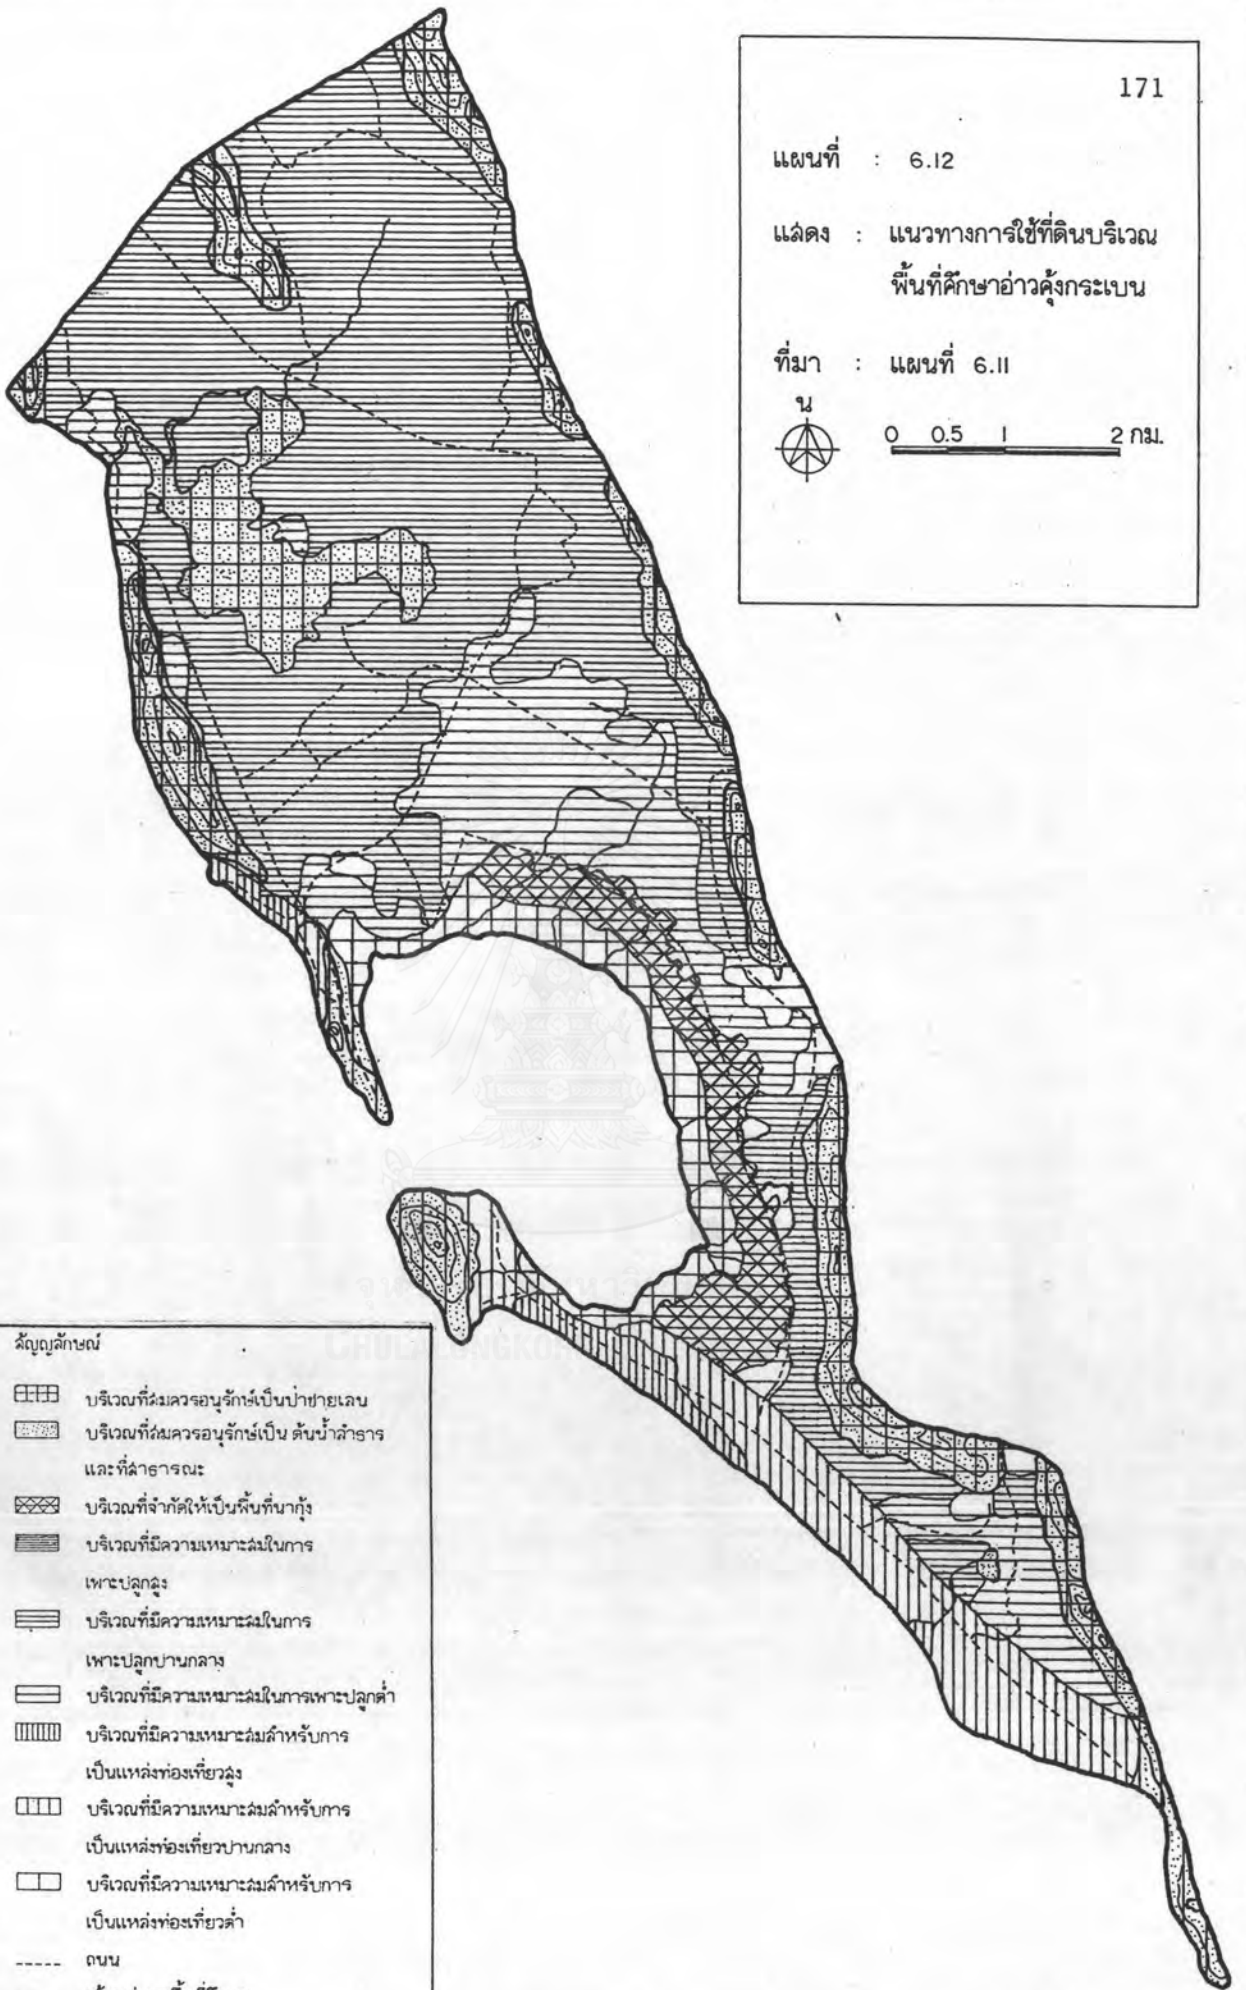 171
แผนที่ : 6.12
แสดง : แนวทางการใช้ที่ดินบริเวณ
พื้นที่ศึกษาอ่าวคุ้งกระเบน
ที่มา : แผนที่ 6.11
น
0 0.5 1 2 กม.
สัญญลักษณ์
บริเวณที่สมควรอนุรักษ์เป็นป่าชายเลน
บริเวณที่สมควรอนุรักษ์เป็น ต้นน้ำลำธาร
และที่สาธารณะ
บริเวณที่จำกัดให้เป็นพื้นที่นากุ้ง
บริเวณที่มีความเหมาะสมในการ
เพาะปลูกสูง
บริเวณที่มีความเหมาะสมในการ
เพาะปลูกปานกลาง
บริเวณที่มีความเหมาะสมในการเพาะปลูกต่ำ
บริเวณที่มีความเหมาะสมสำหรับการ
เป็นแหล่งท่องเที่ยวสูง
บริเวณที่มีความเหมาะสมสำหรับการ
เป็นแหล่งท่องเที่ยวปานกลาง
บริเวณที่มีความเหมาะสมสำหรับการ
เป็นแหล่งท่องเที่ยวต่ำ
ถนน